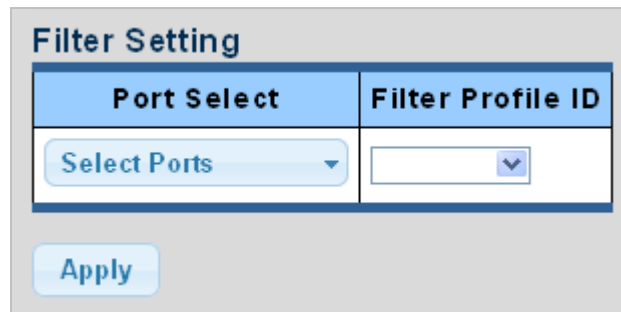 Filter Setting
Port Select Filter Profile ID
Select Ports
Apply